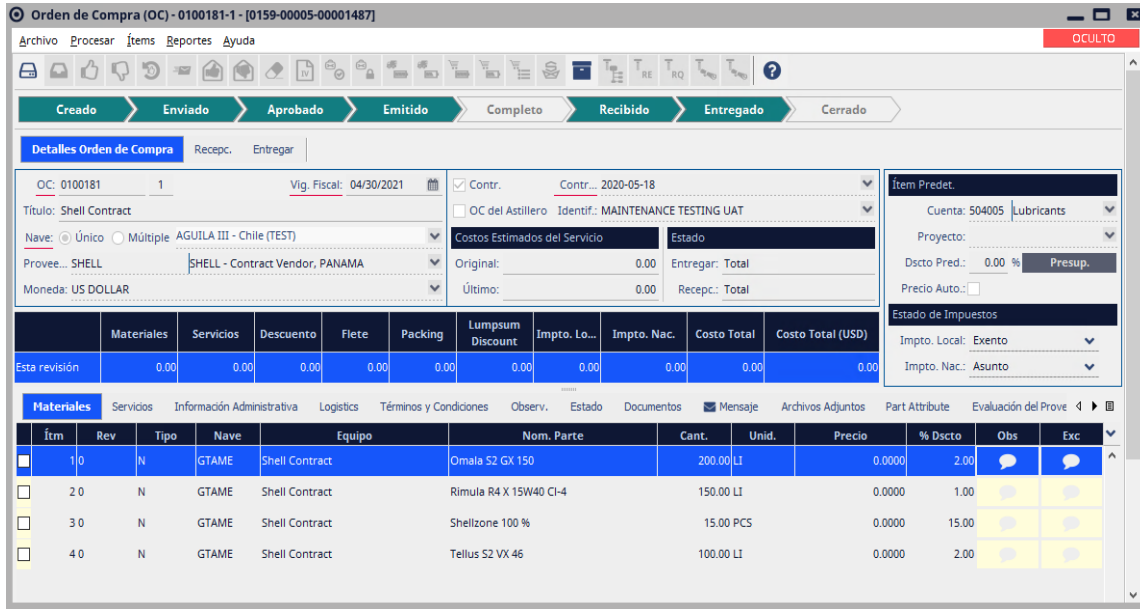 Orden de Compra (OC) - 0100181-1 - [0159-00005-00001487]
Archivo Procesar Ítems Reportes Ayuda
OCULTO
IV RE RQ ?
Creado Enviado Aprobado Emitido Completo Recibido Entregado Cerrado
Detalles Orden de Compra Recepc. Entregar
OC: 0100181 1 Vig. Fiscal: 04/30/2021 Contr. Contr... 2020-05-18 Ítem Predet.
Título: Shell Contract OC del Astillero Identif.: MAINTENANCE TESTING UAT Cuenta: 504005 Lubricants
Nave: Único Múltiple AGUILA III - Chile (TEST) Costos Estimados del Servicio Estado Proyecto:
Provee... SHELL SHELL - Contract Vendor, PANAMA Original: 0.00 Entregar: Total Dscto Pred.: 0.00 % Presup.
Moneda: US DOLLAR Último: 0.00 Recepc.: Total Precio Auto.:
Estado de Impuestos
Impto. Local: Exento
Impto. Nac.: Asunto
Materiales Servicios Descuento Flete Packing Lumpsum Discount Impto. Lo... Impto. Nac. Costo Total Costo Total (USD)
Esta revisión 0.00 0.00 0.00 0.00 0.00 0.00 0.00 0.00 0.00 0.00
Materiales Servicios Información Administrativa Logistics Términos y Condiciones Observ. Estado Documentos Mensaje Archivos Adjuntos Part Attribute Evaluación del Prove
Ítm Rev Tipo Nave Equipo Nom. Parte Cant. Unid. Precio % Dscto Obs Exc
1 0 N GTAME Shell Contract Omala S2 GX 150 200.00 LI 0.0000 2.00
2 0 N GTAME Shell Contract Rimula R4 X 15W40 CI-4 150.00 LI 0.0000 1.00
3 0 N GTAME Shell Contract Shellzone 100 % 15.00 PCS 0.0000 15.00
4 0 N GTAME Shell Contract Tellus S2 VX 46 100.00 LI 0.0000 2.00